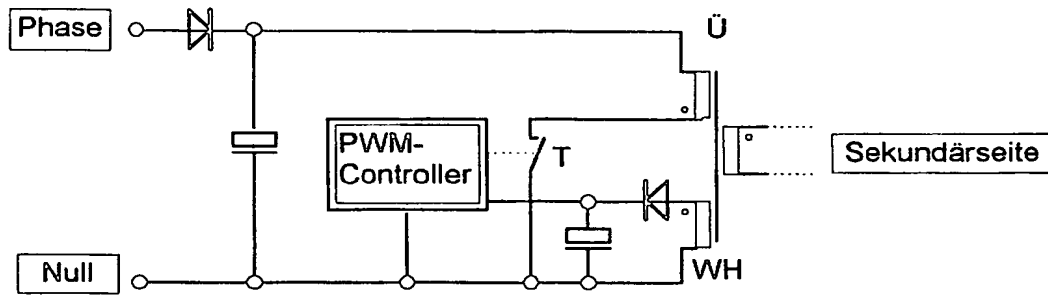 Phase
Ü
PWM-
Controller
T
Sekundärseite
Null
WH